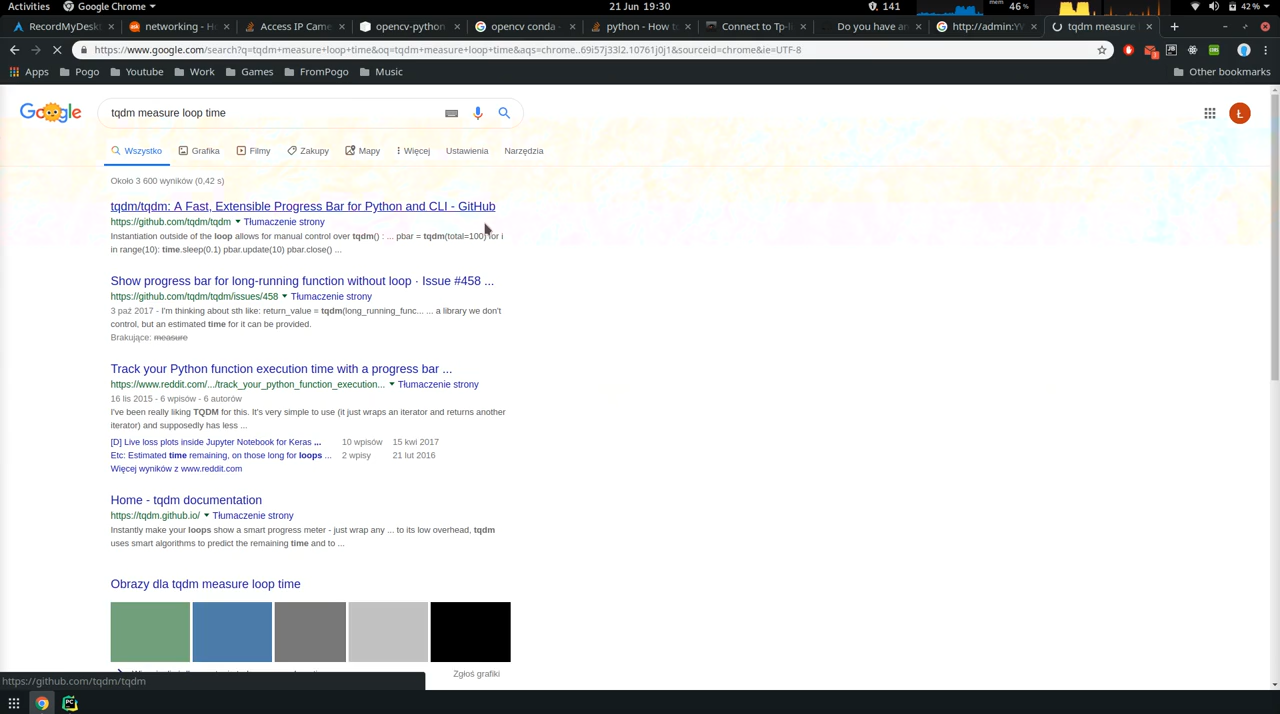 Activities Google Chrome 21 Jun 19:30 141 mem 46 % 42 %
RecordMyDesk networking - H Access IP Came opencv-python opencv conda - python - How to Connect to Tp-li Do you have an http://admin:YW tqdm measure l
https://www.google.com/search?q=tqdm+measure+loop+time&oq=tqdm+measure+loop+time&aqs=chrome..69i57j33l2.10761j0j1&sourceid=chrome&ie=UTF-8
Apps Pogo Youtube Work Games FromPogo Music Other bookmarks
tqdm measure loop time Ł
Wszystko Grafika Filmy Zakupy Mapy Więcej Ustawienia Narzędzia
Około 3 600 wyników (0,42 s)
tqdm/tqdm: A Fast, Extensible Progress Bar for Python and CLI - GitHub
https://github.com/tqdm/tqdm Tłumaczenie strony
Instantiation outside of the loop allows for manual control over tqdm() : ... pbar = tqdm(total=100) for i
in range(10): time.sleep(0.1) pbar.update(10) pbar.close() ...
Show progress bar for long-running function without loop · Issue #458 ...
https://github.com/tqdm/tqdm/issues/458 Tłumaczenie strony
3 paź 2017 - I'm thinking about sth like: return_value = tqdm(long_running_func... ... a library we don't
control, but an estimated time for it can be provided.
Brakujące: measure
Track your Python function execution time with a progress bar ...
https://www.reddit.com/.../track_your_python_function_execution... Tłumaczenie strony
16 lis 2015 - 6 wpisów - 6 autorów
I've been really liking TQDM for this. It's very simple to use (it just wraps an iterator and returns another
iterator) and supposedly has less ...
[D] Live loss plots inside Jupyter Notebook for Keras ... 10 wpisów 15 kwi 2017
Etc: Estimated time remaining, on those long for loops ... 2 wpisy 21 lut 2016
Więcej wyników z www.reddit.com
Home - tqdm documentation
https://tqdm.github.io/ Tłumaczenie strony
Instantly make your loops show a smart progress meter - just wrap any ... to its low overhead, tqdm
uses smart algorithms to predict the remaining time and to ...
Obrazy dla tqdm measure loop time
Zgłoś grafiki
https://github.com/tqdm/tqdm